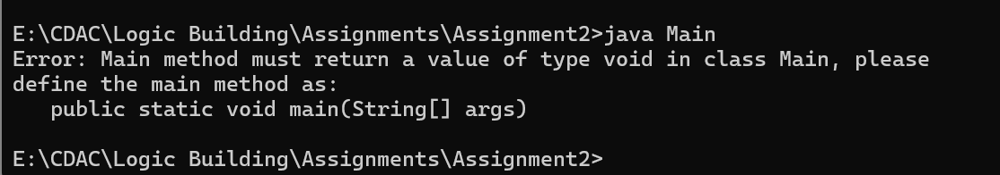 E:\CDAC\Logic Building\Assignments\Assignment2>java Main
Error: Main method must return a value of type void in class Main, please
define the main method as:
   public static void main(String[] args)
E:\CDAC\Logic Building\Assignments\Assignment2>